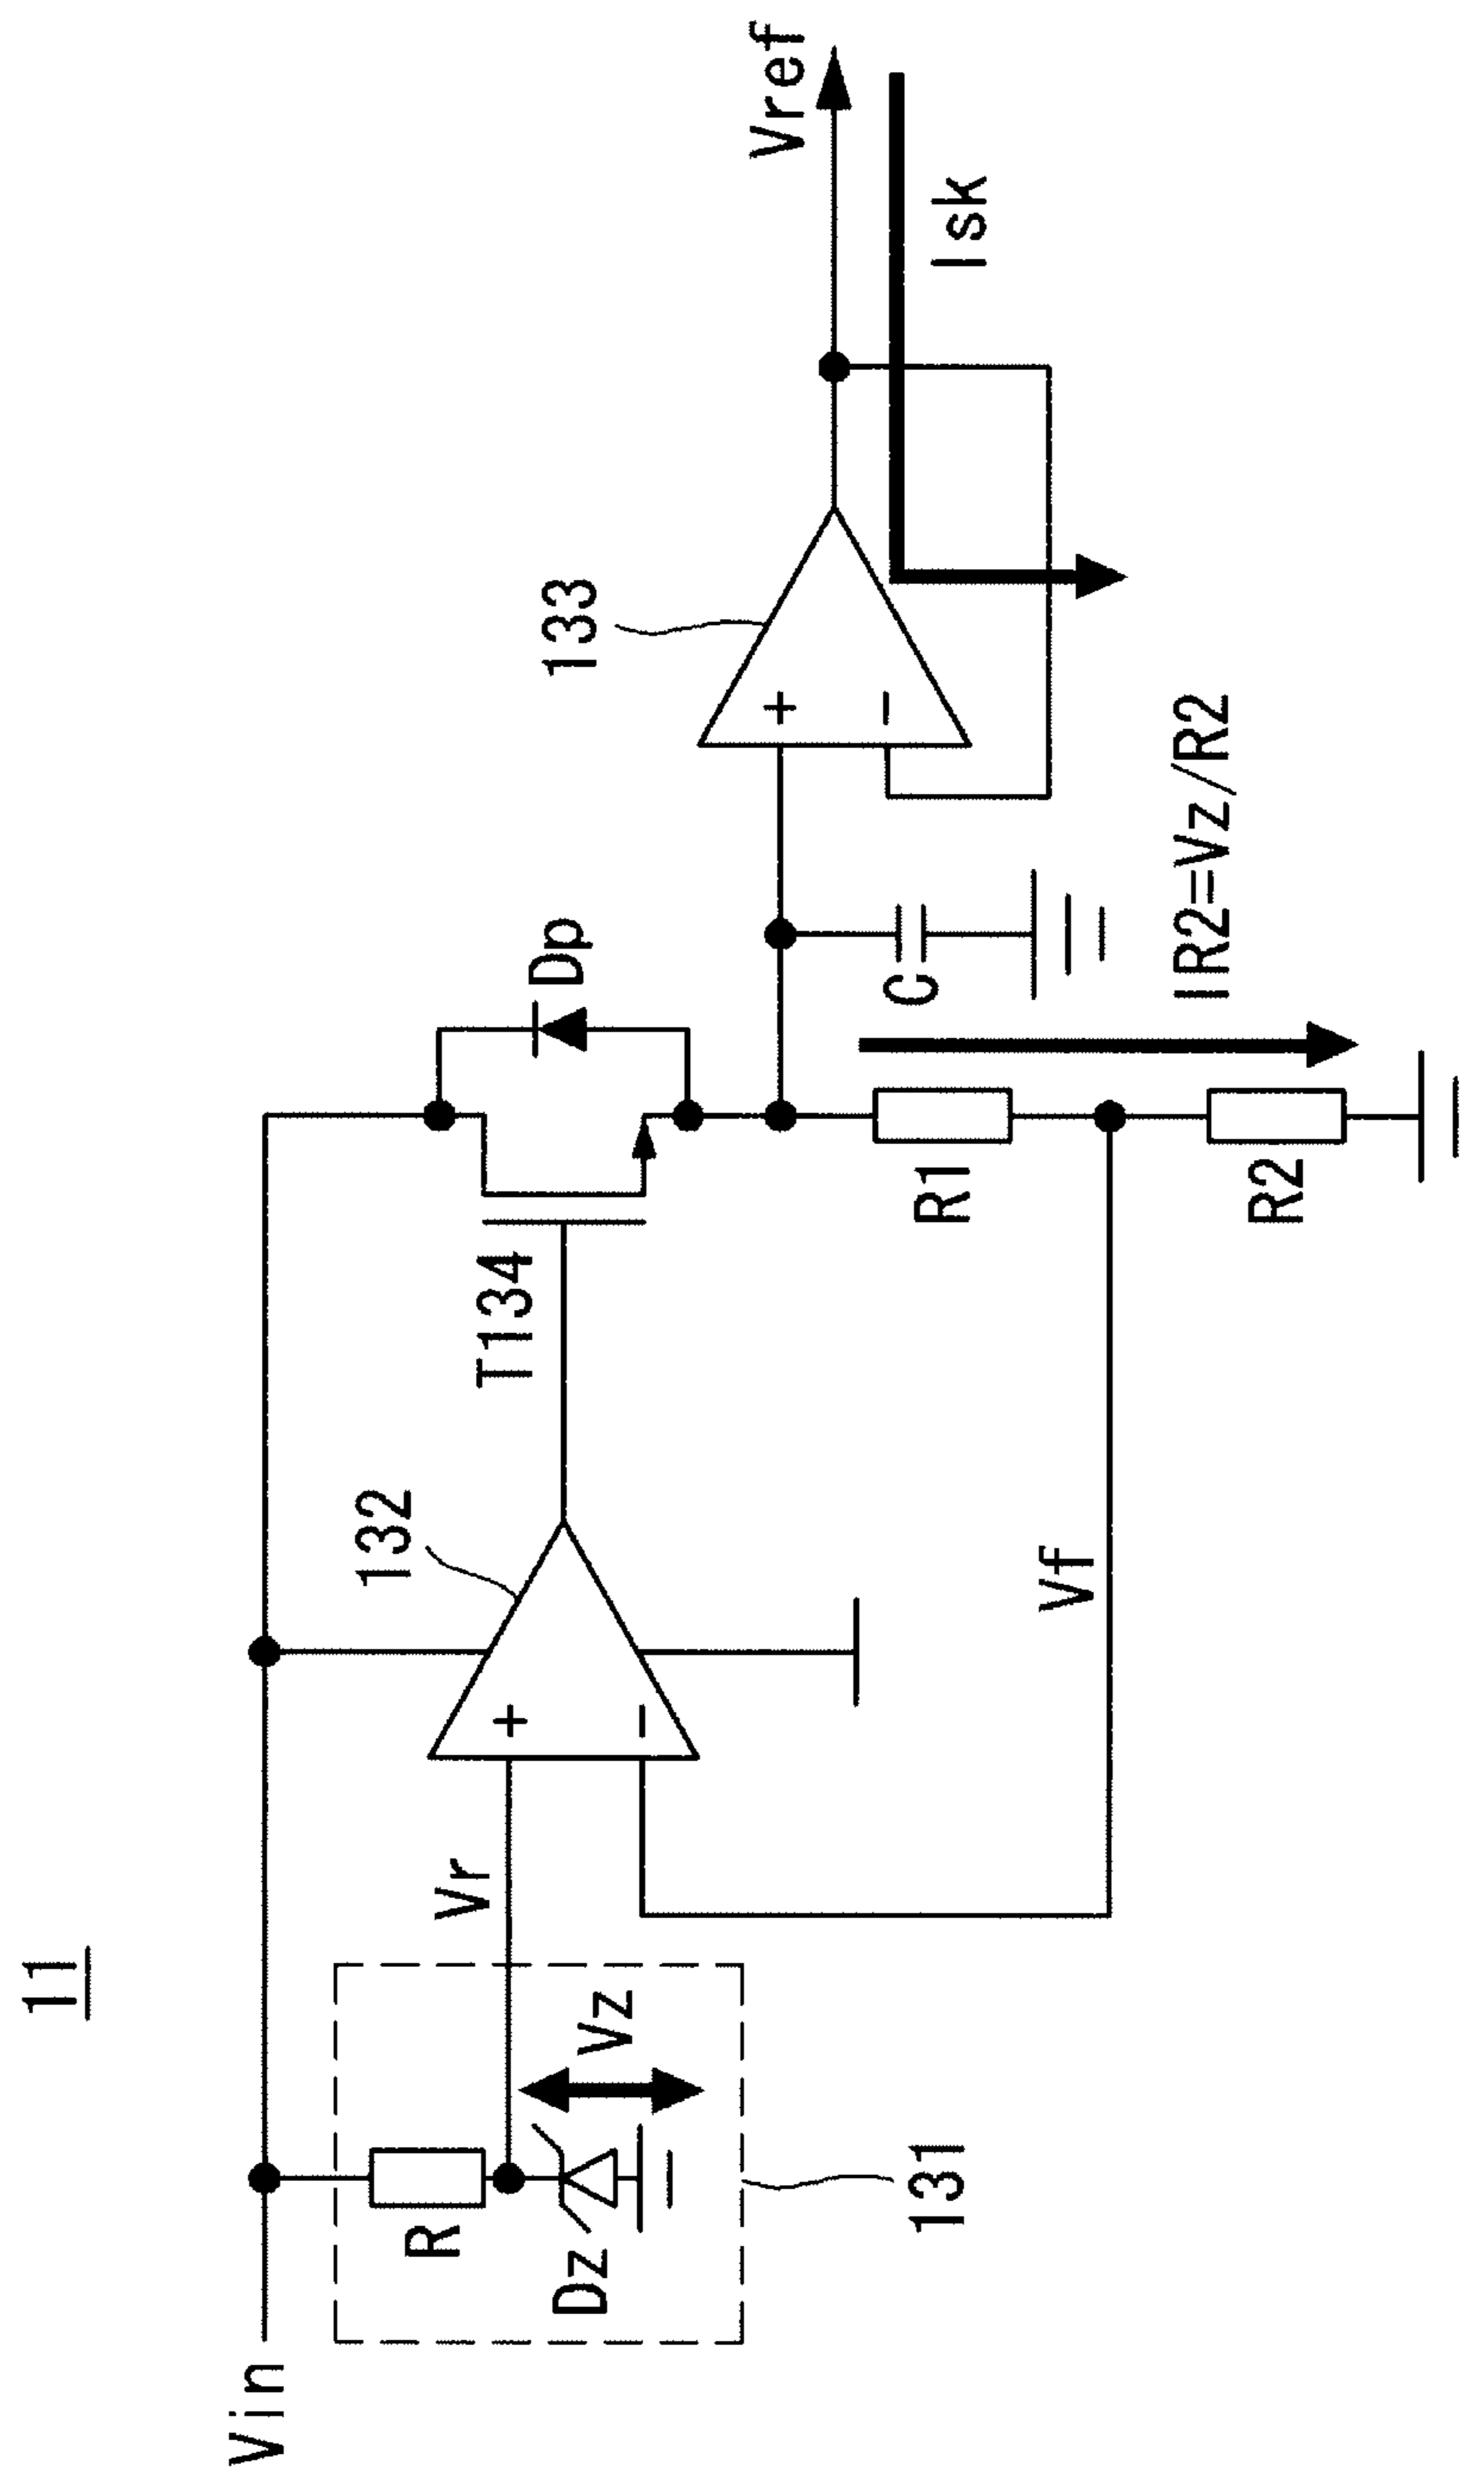 11
Vin
R
Dz
Vz
131
Vr
+
-
132
Vf
T134
Dp
R1
R2
C
IR2=Vz/R2
+
-
133
Isk
Vref